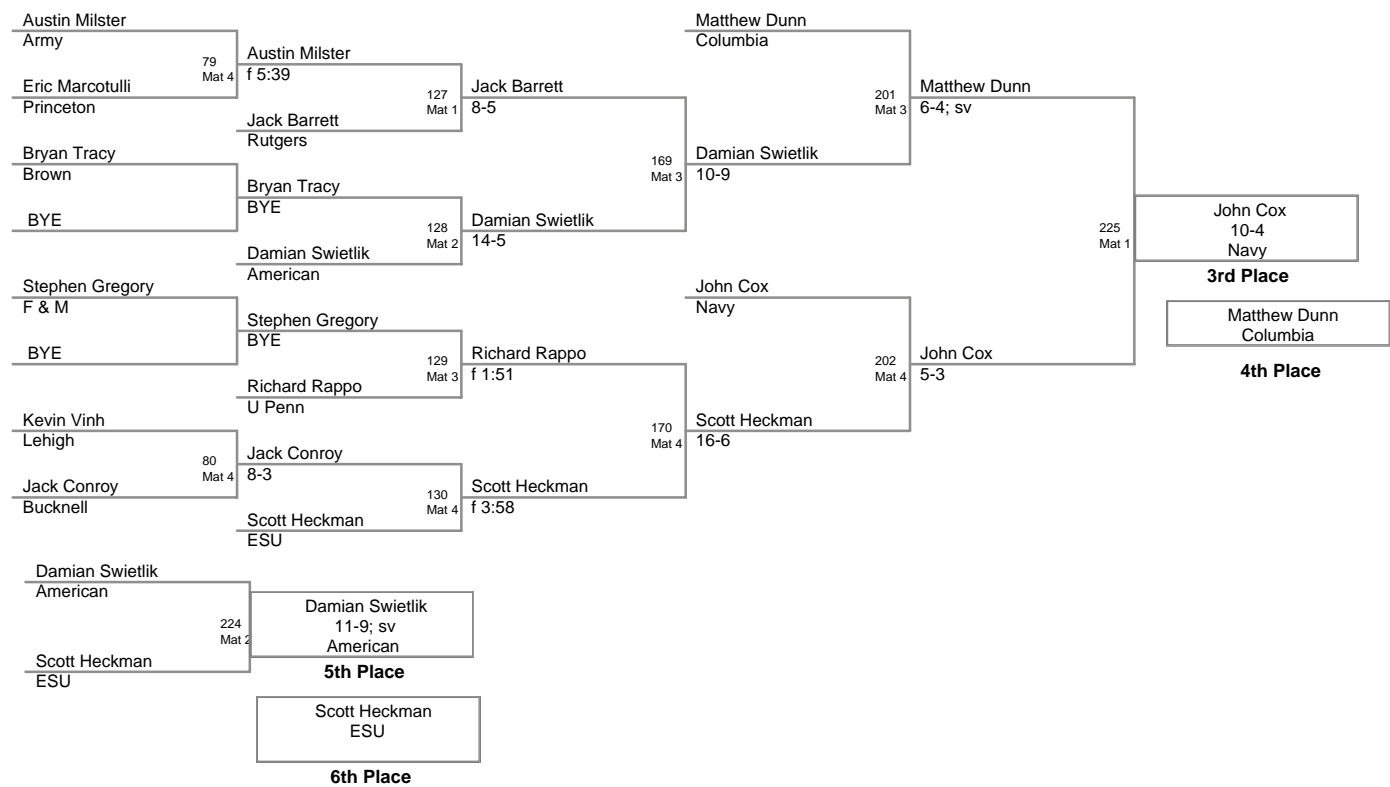 Austin Milster
Army
79
Mat 4
Eric Marcotulli
Princeton
Bryan Tracy
Brown
BYE
Stephen Gregory
F & M
BYE
Kevin Vinh
Lehigh
80
Mat 4
Jack Conroy
Bucknell
Austin Milster
f 5:39
127
Mat 1
Jack Barrett
Rutgers
Bryan Tracy
BYE
128
Mat 2
Damian Swietlik
American
Stephen Gregory
BYE
129
Mat 3
Richard Rappo
U Penn
Jack Conroy
8-3
130
Mat 4
Scott Heckman
ESU
Jack Barrett
8-5
169
Mat 3
Damian Swietlik
14-5
Richard Rappo
f 1:51
170
Mat 4
Scott Heckman
f 3:58
Matthew Dunn
Columbia
201
Mat 3
Damian Swietlik
10-9
John Cox
Navy
202
Mat 4
Scott Heckman
16-6
Matthew Dunn
6-4; sv
225
Mat 1
John Cox
5-3
John Cox
10-4
Navy
3rd Place
Matthew Dunn
Columbia
4th Place
Damian Swietlik
American
224
Mat 2
Scott Heckman
ESU
Damian Swietlik
11-9; sv
American
5th Place
Scott Heckman
ESU
6th Place